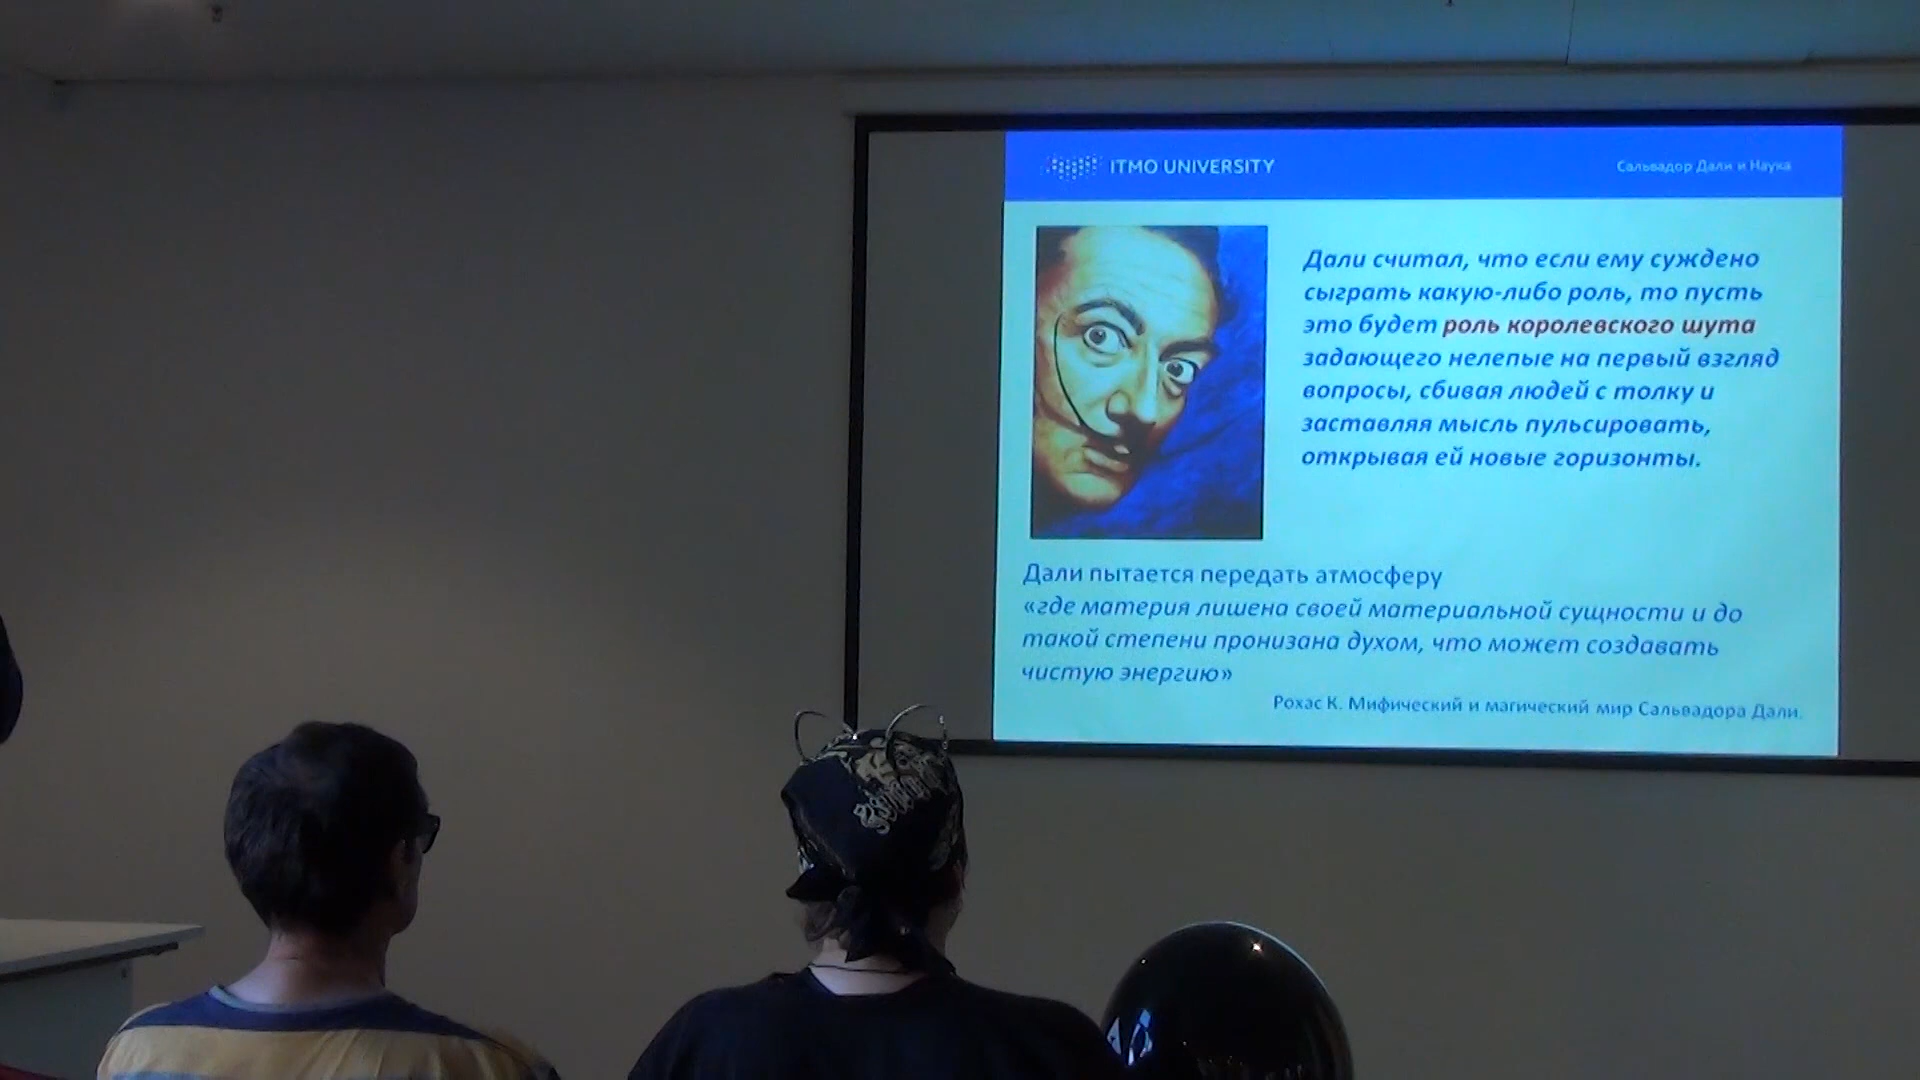 ITMO UNIVERSITY
Сальвадор Дали и Наука
Дали считал, что если ему суждено
сыграть какую-либо роль, то пусть
это будет роль королевского шута
задающего нелепые на первый взгляд
вопросы, сбивая людей с толку и
заставляя мысль пульсировать,
открывая ей новые горизонты.
Дали пытается передать атмосферу
«где материя лишена своей материальной сущности и до
такой степени пронизана духом, что может создавать
чистую энергию»
Рохас К. Мифический и магический мир Сальвадора Дали.